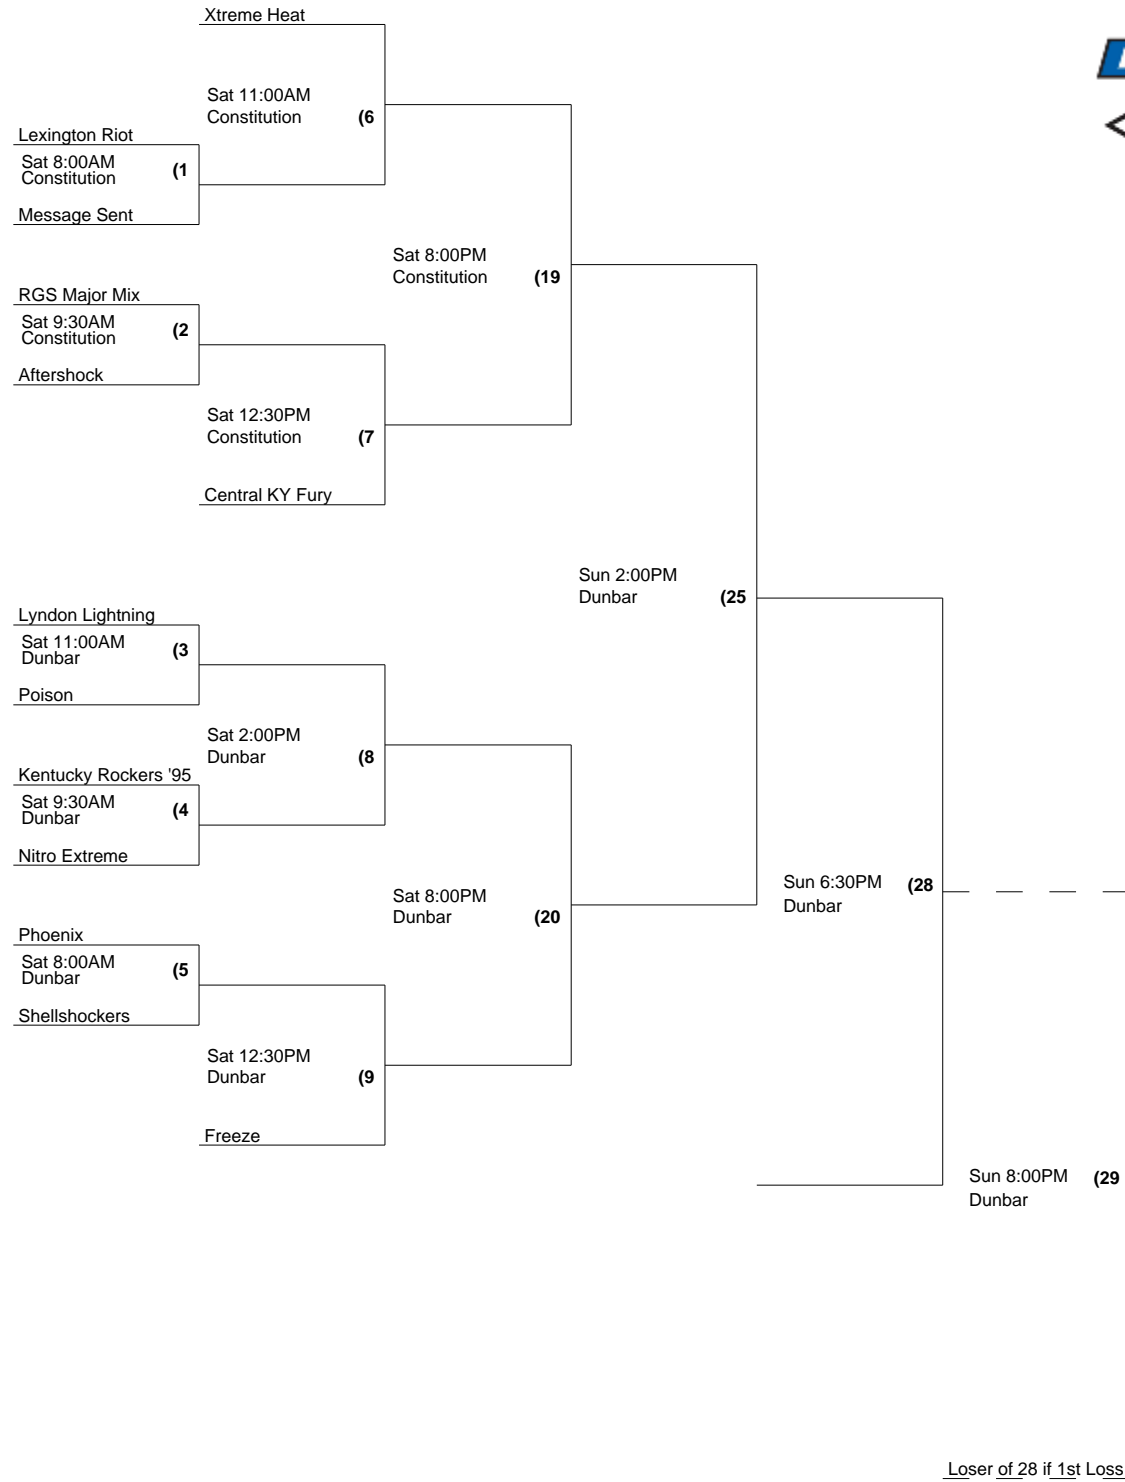 Xtreme Heat
Sat 11:00AM
Constitution (6
Lexington Riot
Sat 8:00AM
Constitution (1
Message Sent
Sat 8:00PM
Constitution (19
RGS Major Mix
Sat 9:30AM
Constitution (2
Aftershock
Sat 12:30PM
Constitution (7
Central KY Fury
Sun 2:00PM
Dunbar (25
Lyndon Lightning
Sat 11:00AM
Dunbar (3
Poison
Sat 2:00PM
Dunbar (8
Kentucky Rockers '95
Sat 9:30AM
Dunbar (4
Nitro Extreme
Sat 8:00PM
Dunbar (20
Sun 6:30PM (28
Dunbar
Phoenix
Sat 8:00AM
Dunbar (5
Shellshockers
Sat 12:30PM
Dunbar (9
Freeze
Sun 8:00PM (29
Dunbar
Loser of 28 if 1st Loss